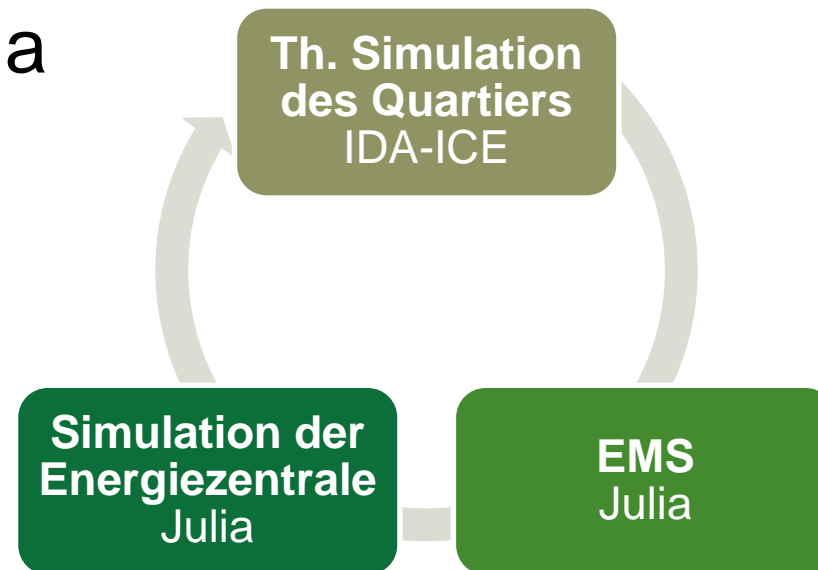 a
Th. Simulation
des Quartiers
IDA-ICE
Simulation der
Energiezentrale
Julia
EMS
Julia